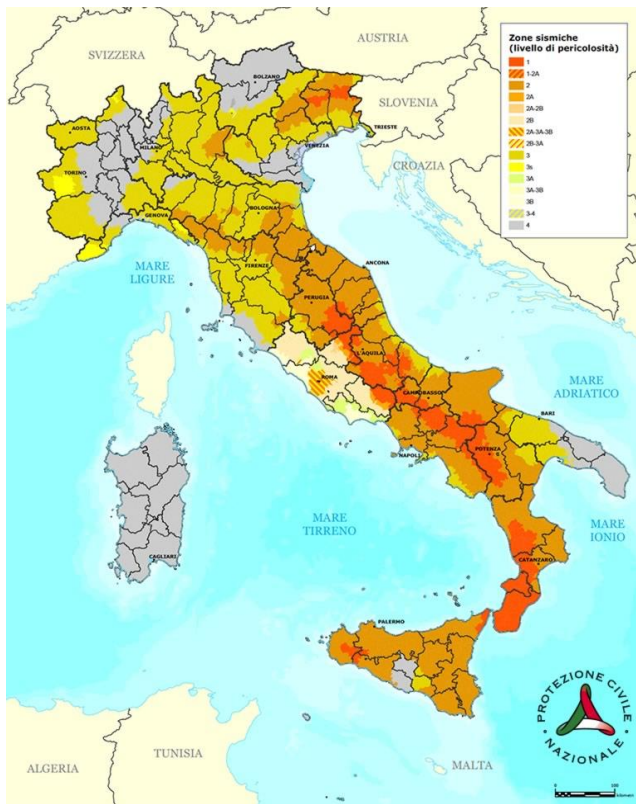 AUSTRIA
SVIZZERA
Zone sismiche
(livello di pericolosità)
1
1-2A
2
2A
2A-2B
2B
2A-3A-3B
2B-3A
3
3s
3A
3A-3B
3B
3-4
4
BOLZANO
SLOVENIA
AOSTA
TRIESTE
MILANO
VENEZIA
TORINO
CROAZIA
BOLOGNA
GENOVA
FIRENZE
ANCONA
MARE
LIGURE
PERUGIA
L'AQUILA
ROMA
CAMPOBASSO
MARE
ADRIATICO
BARI
NAPOLI
POTENZA
MARE
TIRRENO
MARE
IONIO
CAGLIARI
CATANZARO
PALERMO
PROTEZIONE CIVILE
NAZIONALE
TUNISIA
ALGERIA
MALTA